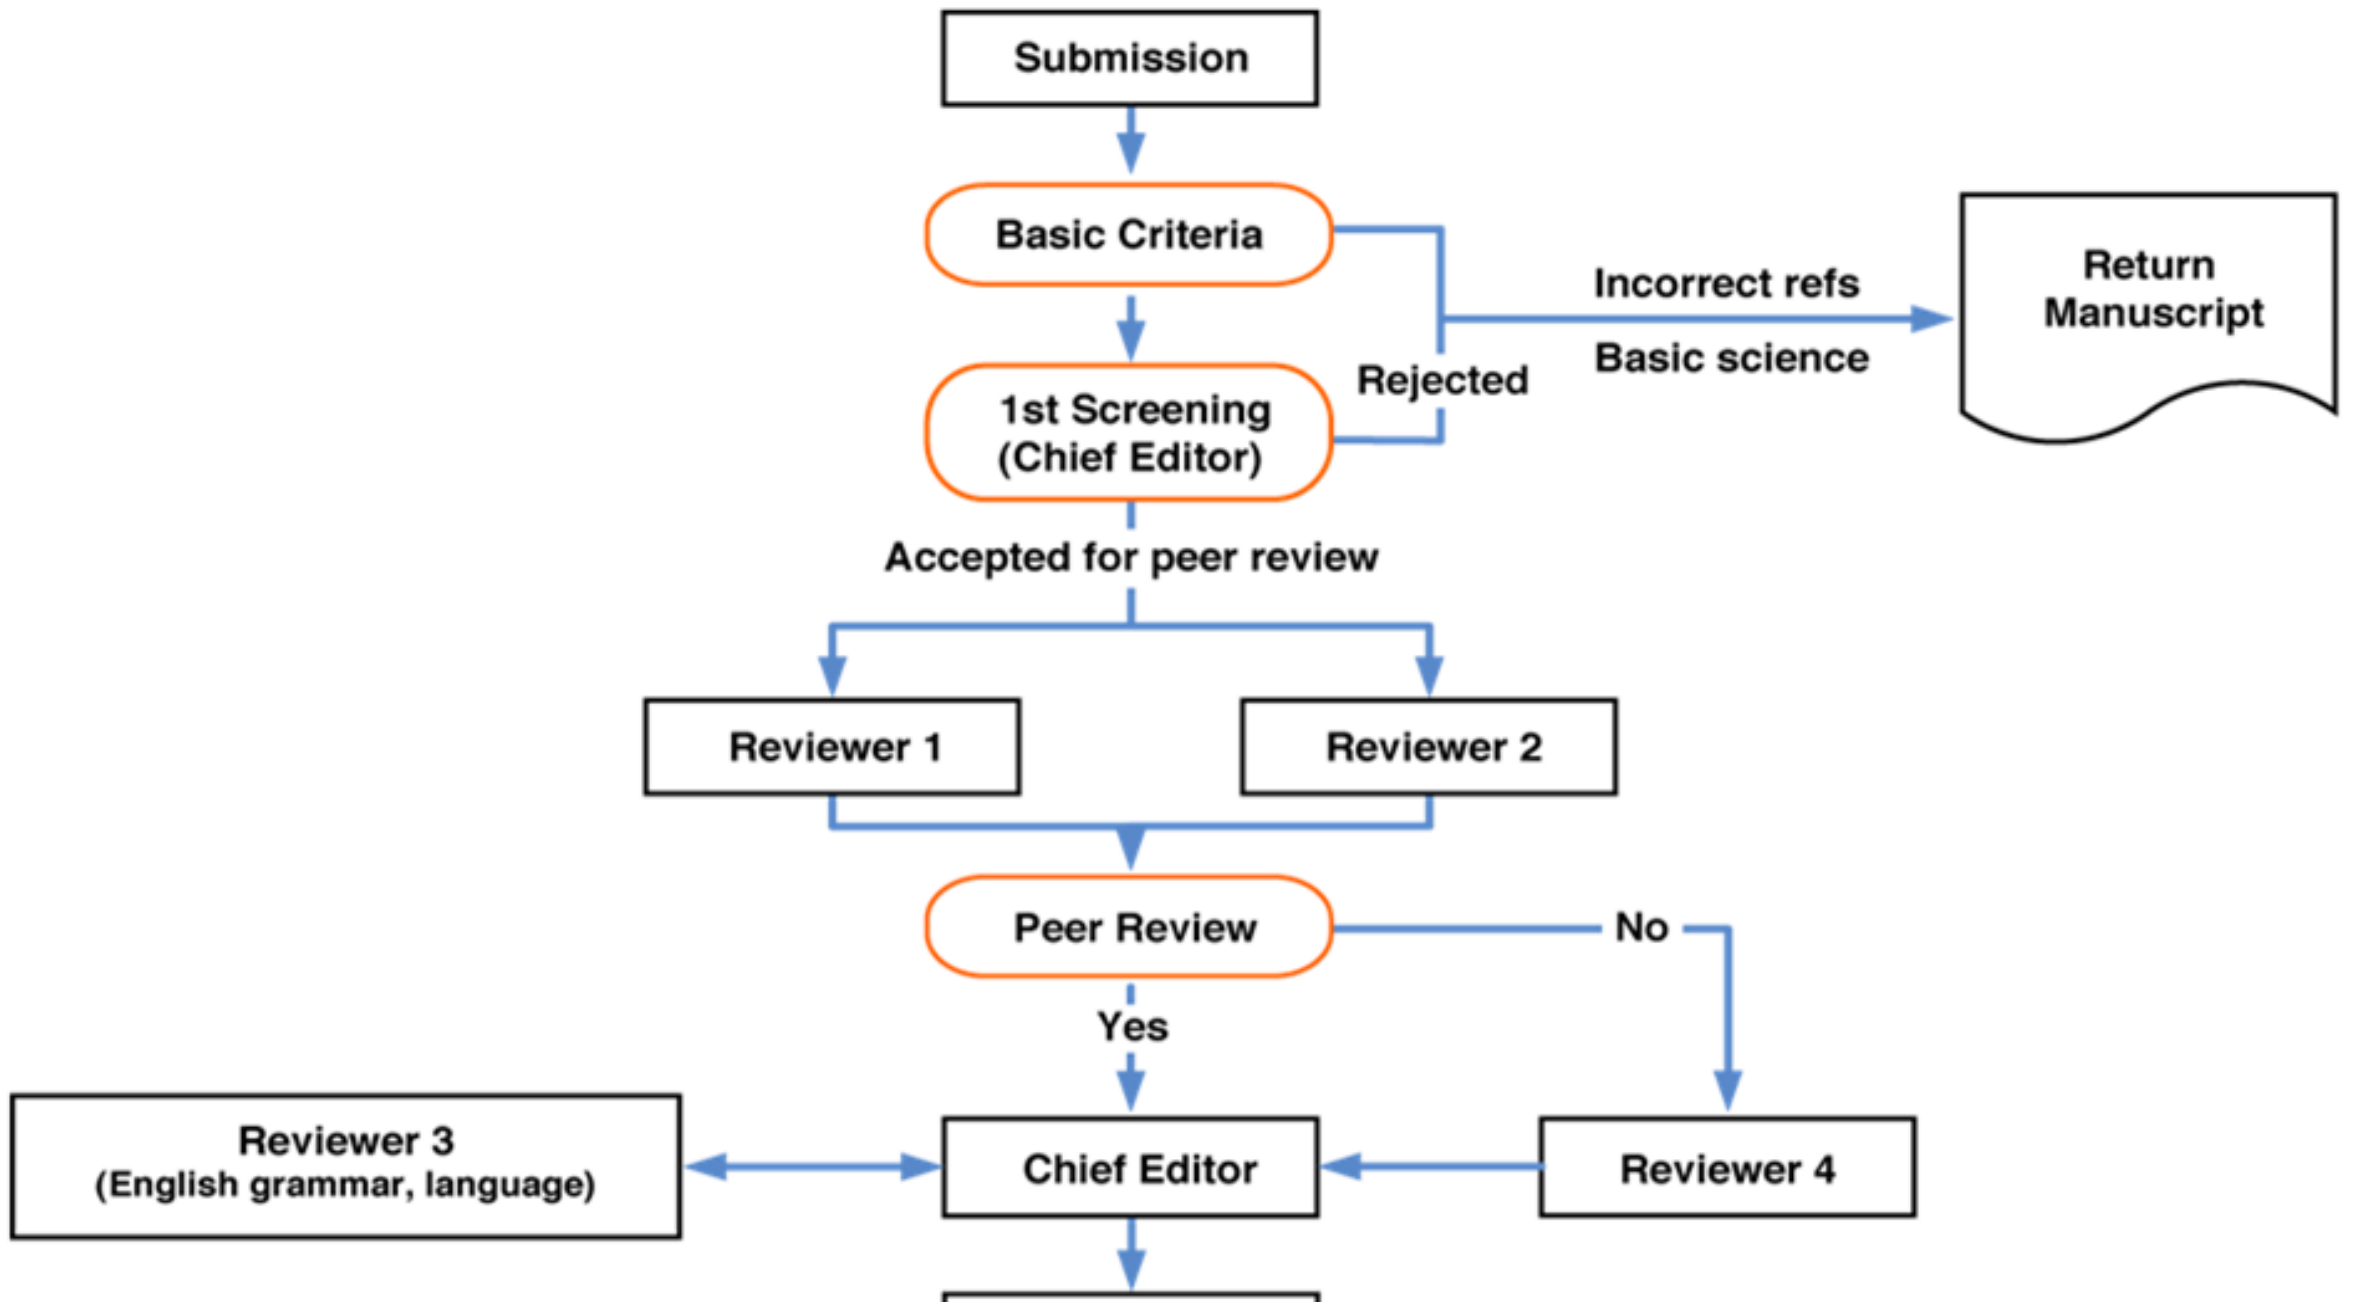 Submission
Basic Criteria
Return
Manuscript
Incorrect refs
Basic science
Rejected
1st Screening
(Chief Editor)
Accepted for peer review
Reviewer 1
Reviewer 2
Peer Review
No
Yes
Reviewer 3
(English grammar, language)
Chief Editor
Reviewer 4